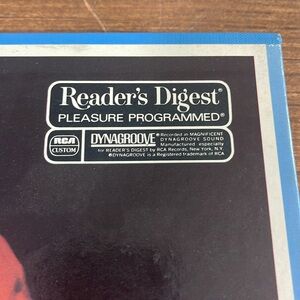 Reader's Digest®
PLEASURE PROGRAMMED®
RCA
CUSTOM
DYNAGROOVE® Recorded in MAGNIFICENT
DYNAGROOVE SOUND
Manufactured especially
for READER'S DIGEST by RCA Records, New York, N.Y.
®DYNAGROOVE is a Registered trademark of RCA